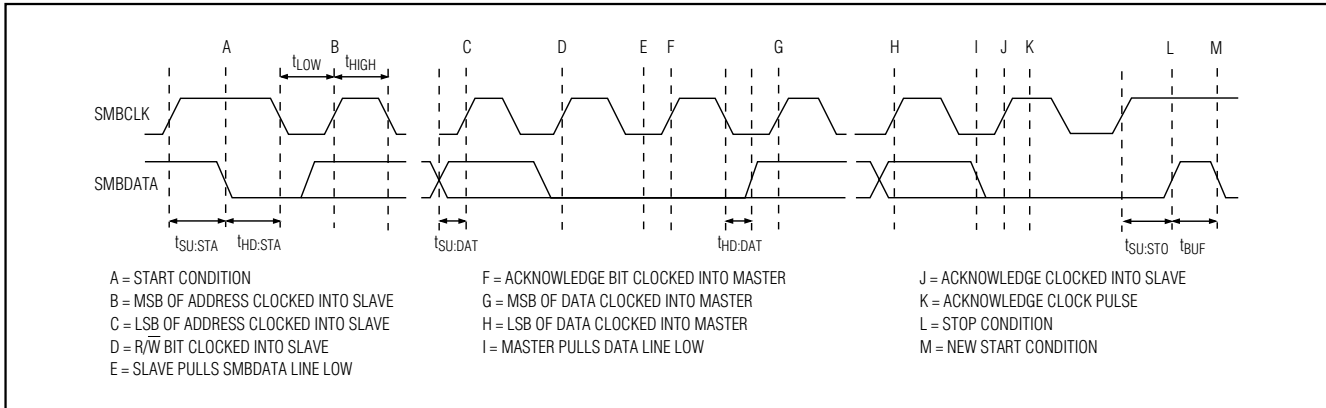 A B C D E F G H I J K L M
tLOW tHIGH
SMBCLK
SMBDATA
tSU:STA tHD:STA tSU:DAT tHD:DAT tSU:STO tBUF
A = START CONDITION
B = MSB OF ADDRESS CLOCKED INTO SLAVE
C = LSB OF ADDRESS CLOCKED INTO SLAVE
D = R/W̅ BIT CLOCKED INTO SLAVE
E = SLAVE PULLS SMBDATA LINE LOW
F = ACKNOWLEDGE BIT CLOCKED INTO MASTER
G = MSB OF DATA CLOCKED INTO MASTER
H = LSB OF DATA CLOCKED INTO MASTER
I = MASTER PULLS DATA LINE LOW
J = ACKNOWLEDGE CLOCKED INTO SLAVE
K = ACKNOWLEDGE CLOCK PULSE
L = STOP CONDITION
M = NEW START CONDITION